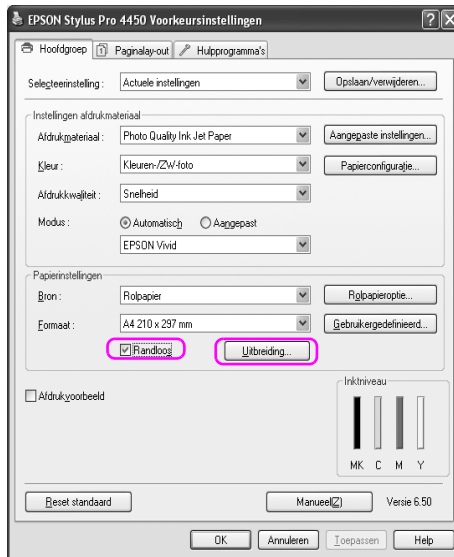 EPSON Stylus Pro 4450 Voorkeursinstellingen
Hoofdgroep Paginalay-out Hulpprogramma's
Selecteerinstelling : Actuele instellingen Opslaan/verwijderen...
Instellingen afdrukmateriaal
Afdrukmateriaal : Photo Quality Ink Jet Paper Aangepaste instellingen...
Kleur : Kleuren-/ZW-foto Papierconfiguratie...
Afdrukkwaliteit : Snelheid
Modus : Automatisch Aangepast
EPSON Vivid
Papierinstellingen
Bron : Rolpapier Rolpapieroptie...
Formaat : A4 210 x 297 mm Gebruikergedefinieerd...
Randloos Uitbreiding...
Afdrukvoorbeeld
Inktniveau
MK C M Y
Reset standaard Manueel(Z) Versie 6.50
OK Annuleren Toepassen Help